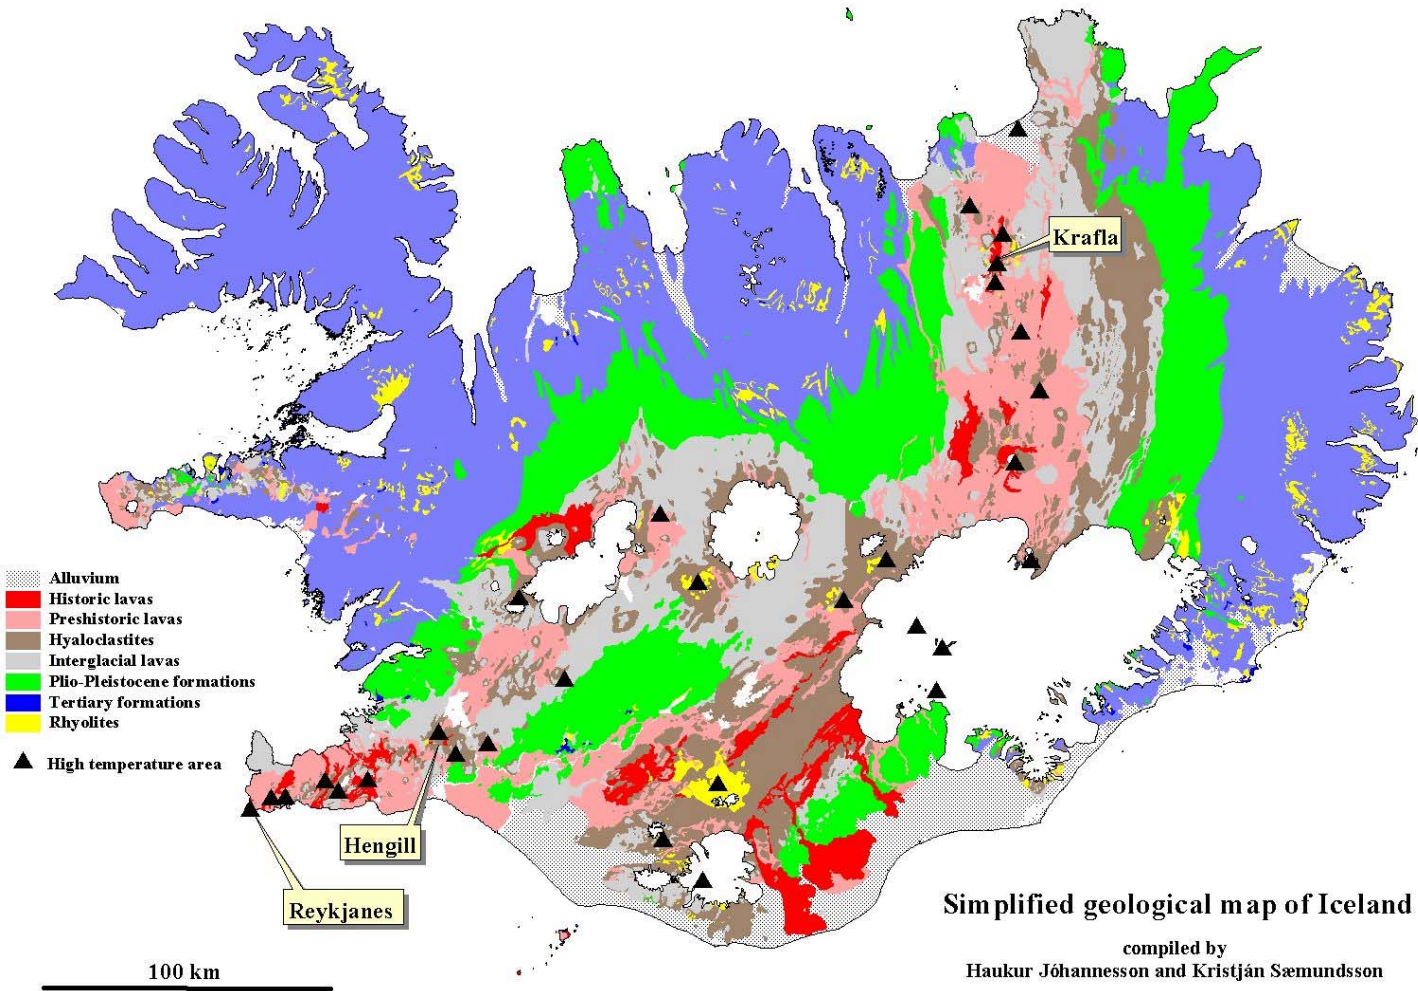 Krafla
Alluvium
Historic lavas
Preshistoric lavas
Hyaloclastites
Interglacial lavas
Plio-Pleistocene formations
Tertiary formations
Rhyolites
High temperature area
Hengill
Reykjanes
Simplified geological map of Iceland
compiled by
Haukur Jóhannesson and Kristján Sæmundsson
100 km